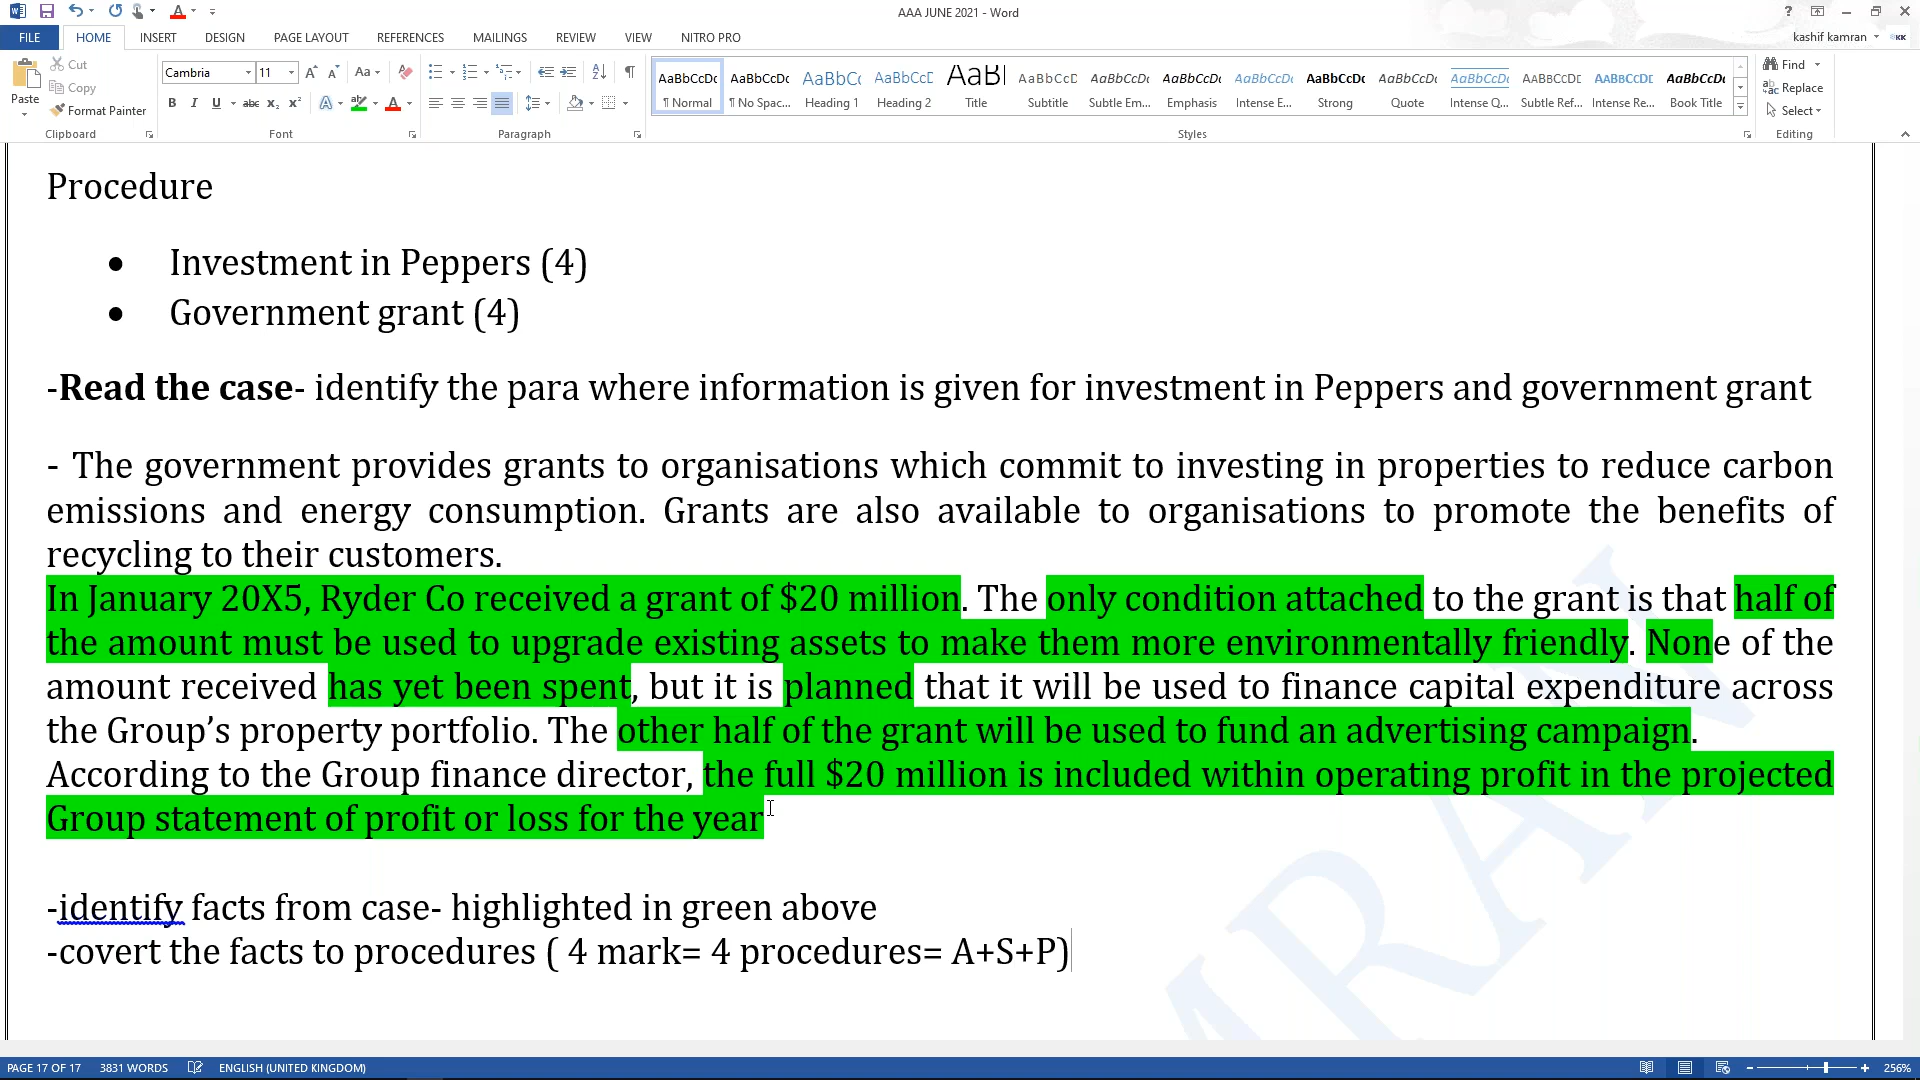 AAA JUNE 2021 - Word
FILE HOME INSERT DESIGN PAGE LAYOUT REFERENCES MAILINGS REVIEW VIEW NITRO PRO
kashif kamran KK
Paste Cut Copy Format Painter
Cambria 11
AaBbCcDc AaBbCcDc AaBbCc AaBbCcD AaBl AaBbCcD AaBbCcDc AaBbCcDc AaBbCcDc AaBbCcDc AaBbCcDc AaBbCcDc AABBCCDE AABBCCDE AaBbCcDc
¶ Normal ¶ No Spac... Heading 1 Heading 2 Title Subtitle Subtle Em... Emphasis Intense E... Strong Quote Intense Q... Subtle Ref... Intense Re... Book Title
Find Replace Select
Clipboard Font Paragraph Styles Editing
Procedure
• Investment in Peppers (4)
• Government grant (4)
-Read the case- identify the para where information is given for investment in Peppers and government grant
- The government provides grants to organisations which commit to investing in properties to reduce carbon
emissions and energy consumption. Grants are also available to organisations to promote the benefits of
recycling to their customers.
In January 20X5, Ryder Co received a grant of $20 million. The only condition attached to the grant is that half of
the amount must be used to upgrade existing assets to make them more environmentally friendly. None of the
amount received has yet been spent, but it is planned that it will be used to finance capital expenditure across
the Group's property portfolio. The other half of the grant will be used to fund an advertising campaign.
According to the Group finance director, the full $20 million is included within operating profit in the projected
Group statement of profit or loss for the year
-identify facts from case- highlighted in green above
-covert the facts to procedures ( 4 mark= 4 procedures= A+S+P)
PAGE 17 OF 17 3831 WORDS ENGLISH (UNITED KINGDOM) 256%